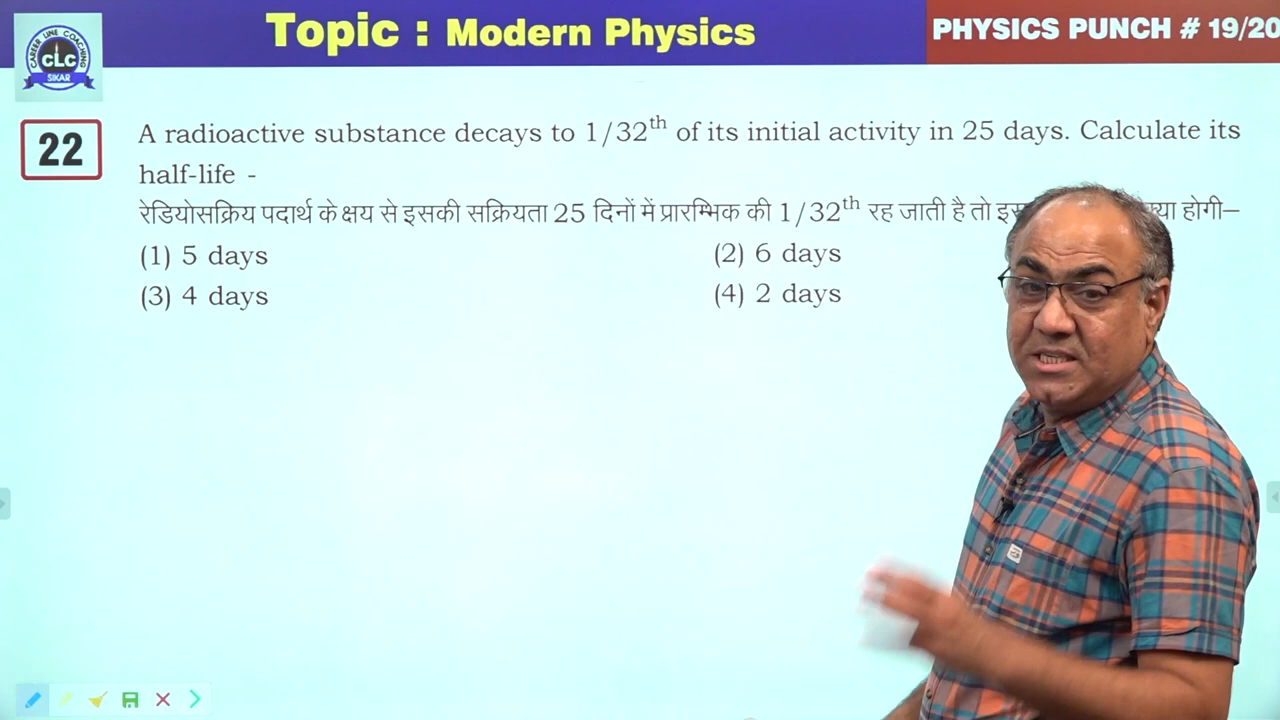 Topic : Modern Physics
PHYSICS PUNCH # 19/20
CAREER LINE COACHING
CLC
SIKAR
22
A radioactive substance decays to 1/32th of its initial activity in 25 days. Calculate its
half-life -
रेडियोसक्रिय पदार्थ के क्षय से इसकी सक्रियता 25 दिनों में प्रारम्भिक की 1/32th रह जाती है तो होगी–
(1) 5 days (2) 6 days
(3) 4 days (4) 2 days